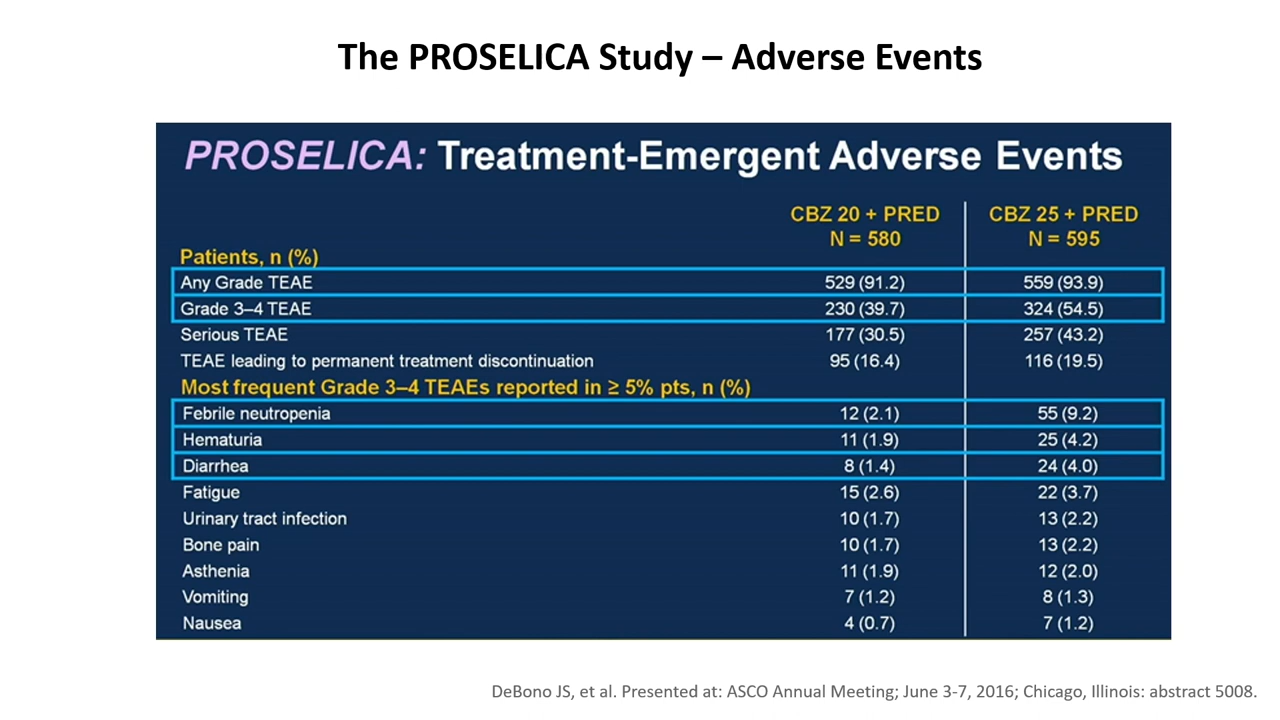 The PROSELICA Study – Adverse Events
PROSELICA: Treatment-Emergent Adverse Events
CBZ 20 + PRED CBZ 25 + PRED
N = 580 N = 595
Patients, n (%)
Any Grade TEAE 529 (91.2) 559 (93.9)
Grade 3–4 TEAE 230 (39.7) 324 (54.5)
Serious TEAE 177 (30.5) 257 (43.2)
TEAE leading to permanent treatment discontinuation 95 (16.4) 116 (19.5)
Most frequent Grade 3–4 TEAEs reported in ≥ 5% pts, n (%)
Febrile neutropenia 12 (2.1) 55 (9.2)
Hematuria 11 (1.9) 25 (4.2)
Diarrhea 8 (1.4) 24 (4.0)
Fatigue 15 (2.6) 22 (3.7)
Urinary tract infection 10 (1.7) 13 (2.2)
Bone pain 10 (1.7) 13 (2.2)
Asthenia 11 (1.9) 12 (2.0)
Vomiting 7 (1.2) 8 (1.3)
Nausea 4 (0.7) 7 (1.2)
DeBono JS, et al. Presented at: ASCO Annual Meeting; June 3-7, 2016; Chicago, Illinois: abstract 5008.